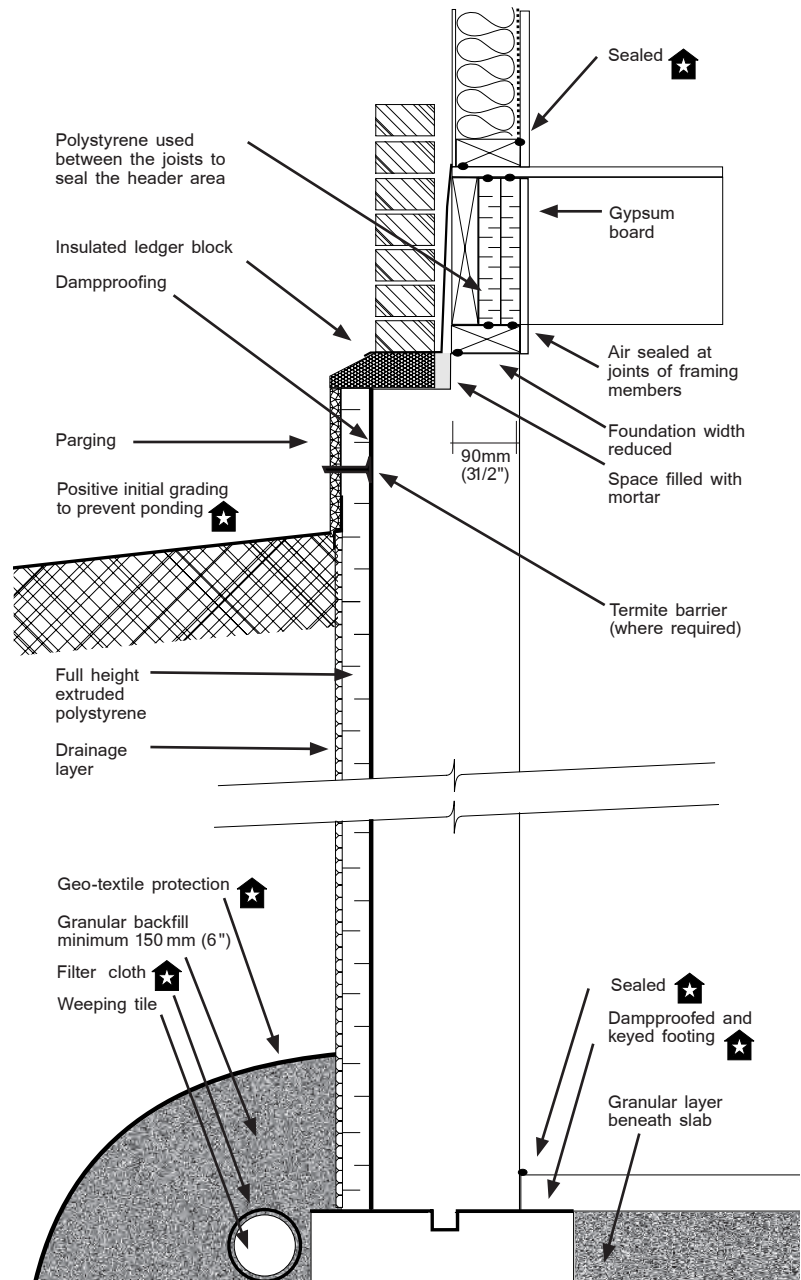 Sealed
Polystyrene used
between the joists to
seal the header area
Gypsum
board
Insulated ledger block
Dampproofing
Air sealed at
joints of framing
members
Foundation width
reduced
Parging
90mm
(31/2")
Space filled with
mortar
Positive initial grading
to prevent ponding
Termite barrier
(where required)
Full height
extruded
polystyrene
Drainage
layer
Geo-textile protection
Granular backfill
minimum 150 mm (6")
Filter cloth
Weeping tile
Sealed
Dampproofed and
keyed footing
Granular layer
beneath slab